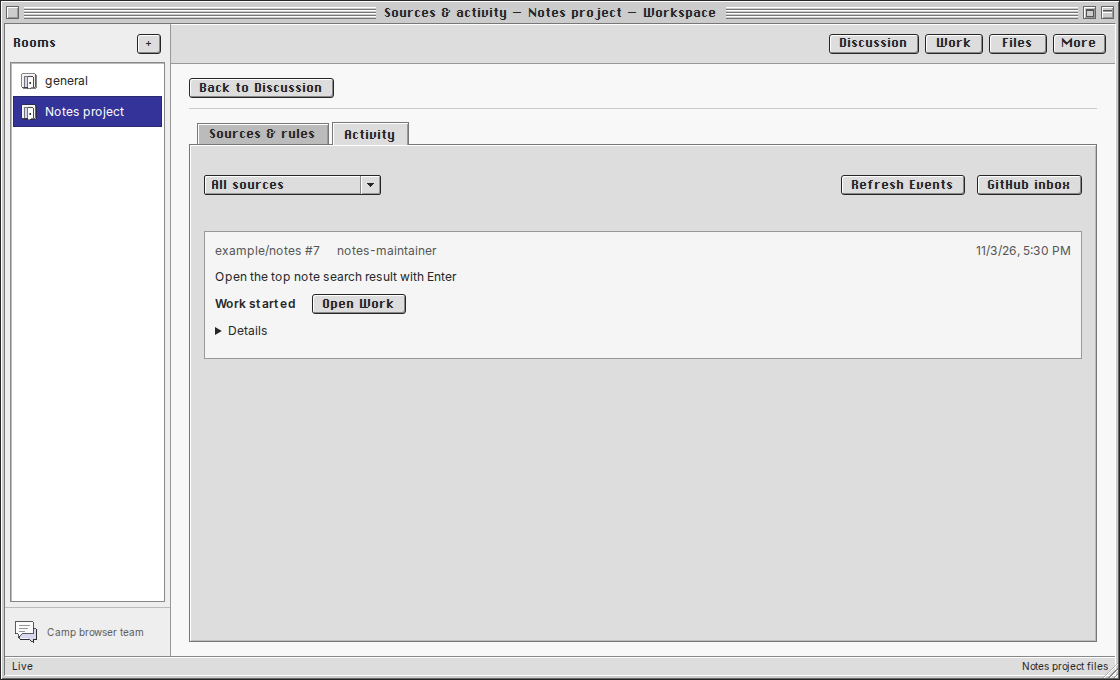 Sources & activity — Notes project — Workspace
Rooms
+
Discussion
Work
Files
More
general
Notes project
Back to Discussion
Sources & rules
Activity
All sources
Refresh Events
GitHub inbox
example/notes #7 notes-maintainer 11/3/26, 5:30 PM
Open the top note search result with Enter
Work started
Open Work
Details
Camp browser team
Live
Notes project files